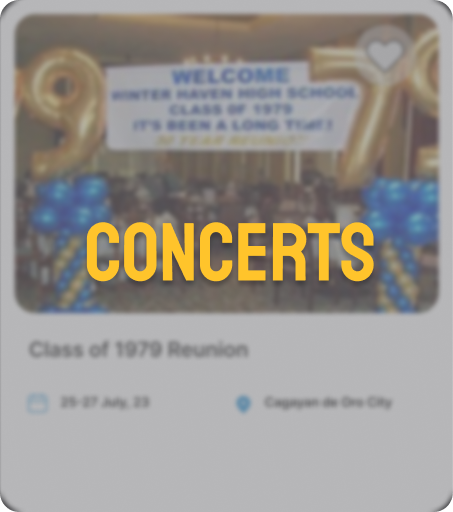 WELCOME
WINTER HAVEN HIGH SCHOOL
CLASS OF 1979
IT'S BEEN A LONG TIME!
CONCERTS
Class of 1979 Reunion
25-27 July, 23
Cagayan de Oro City